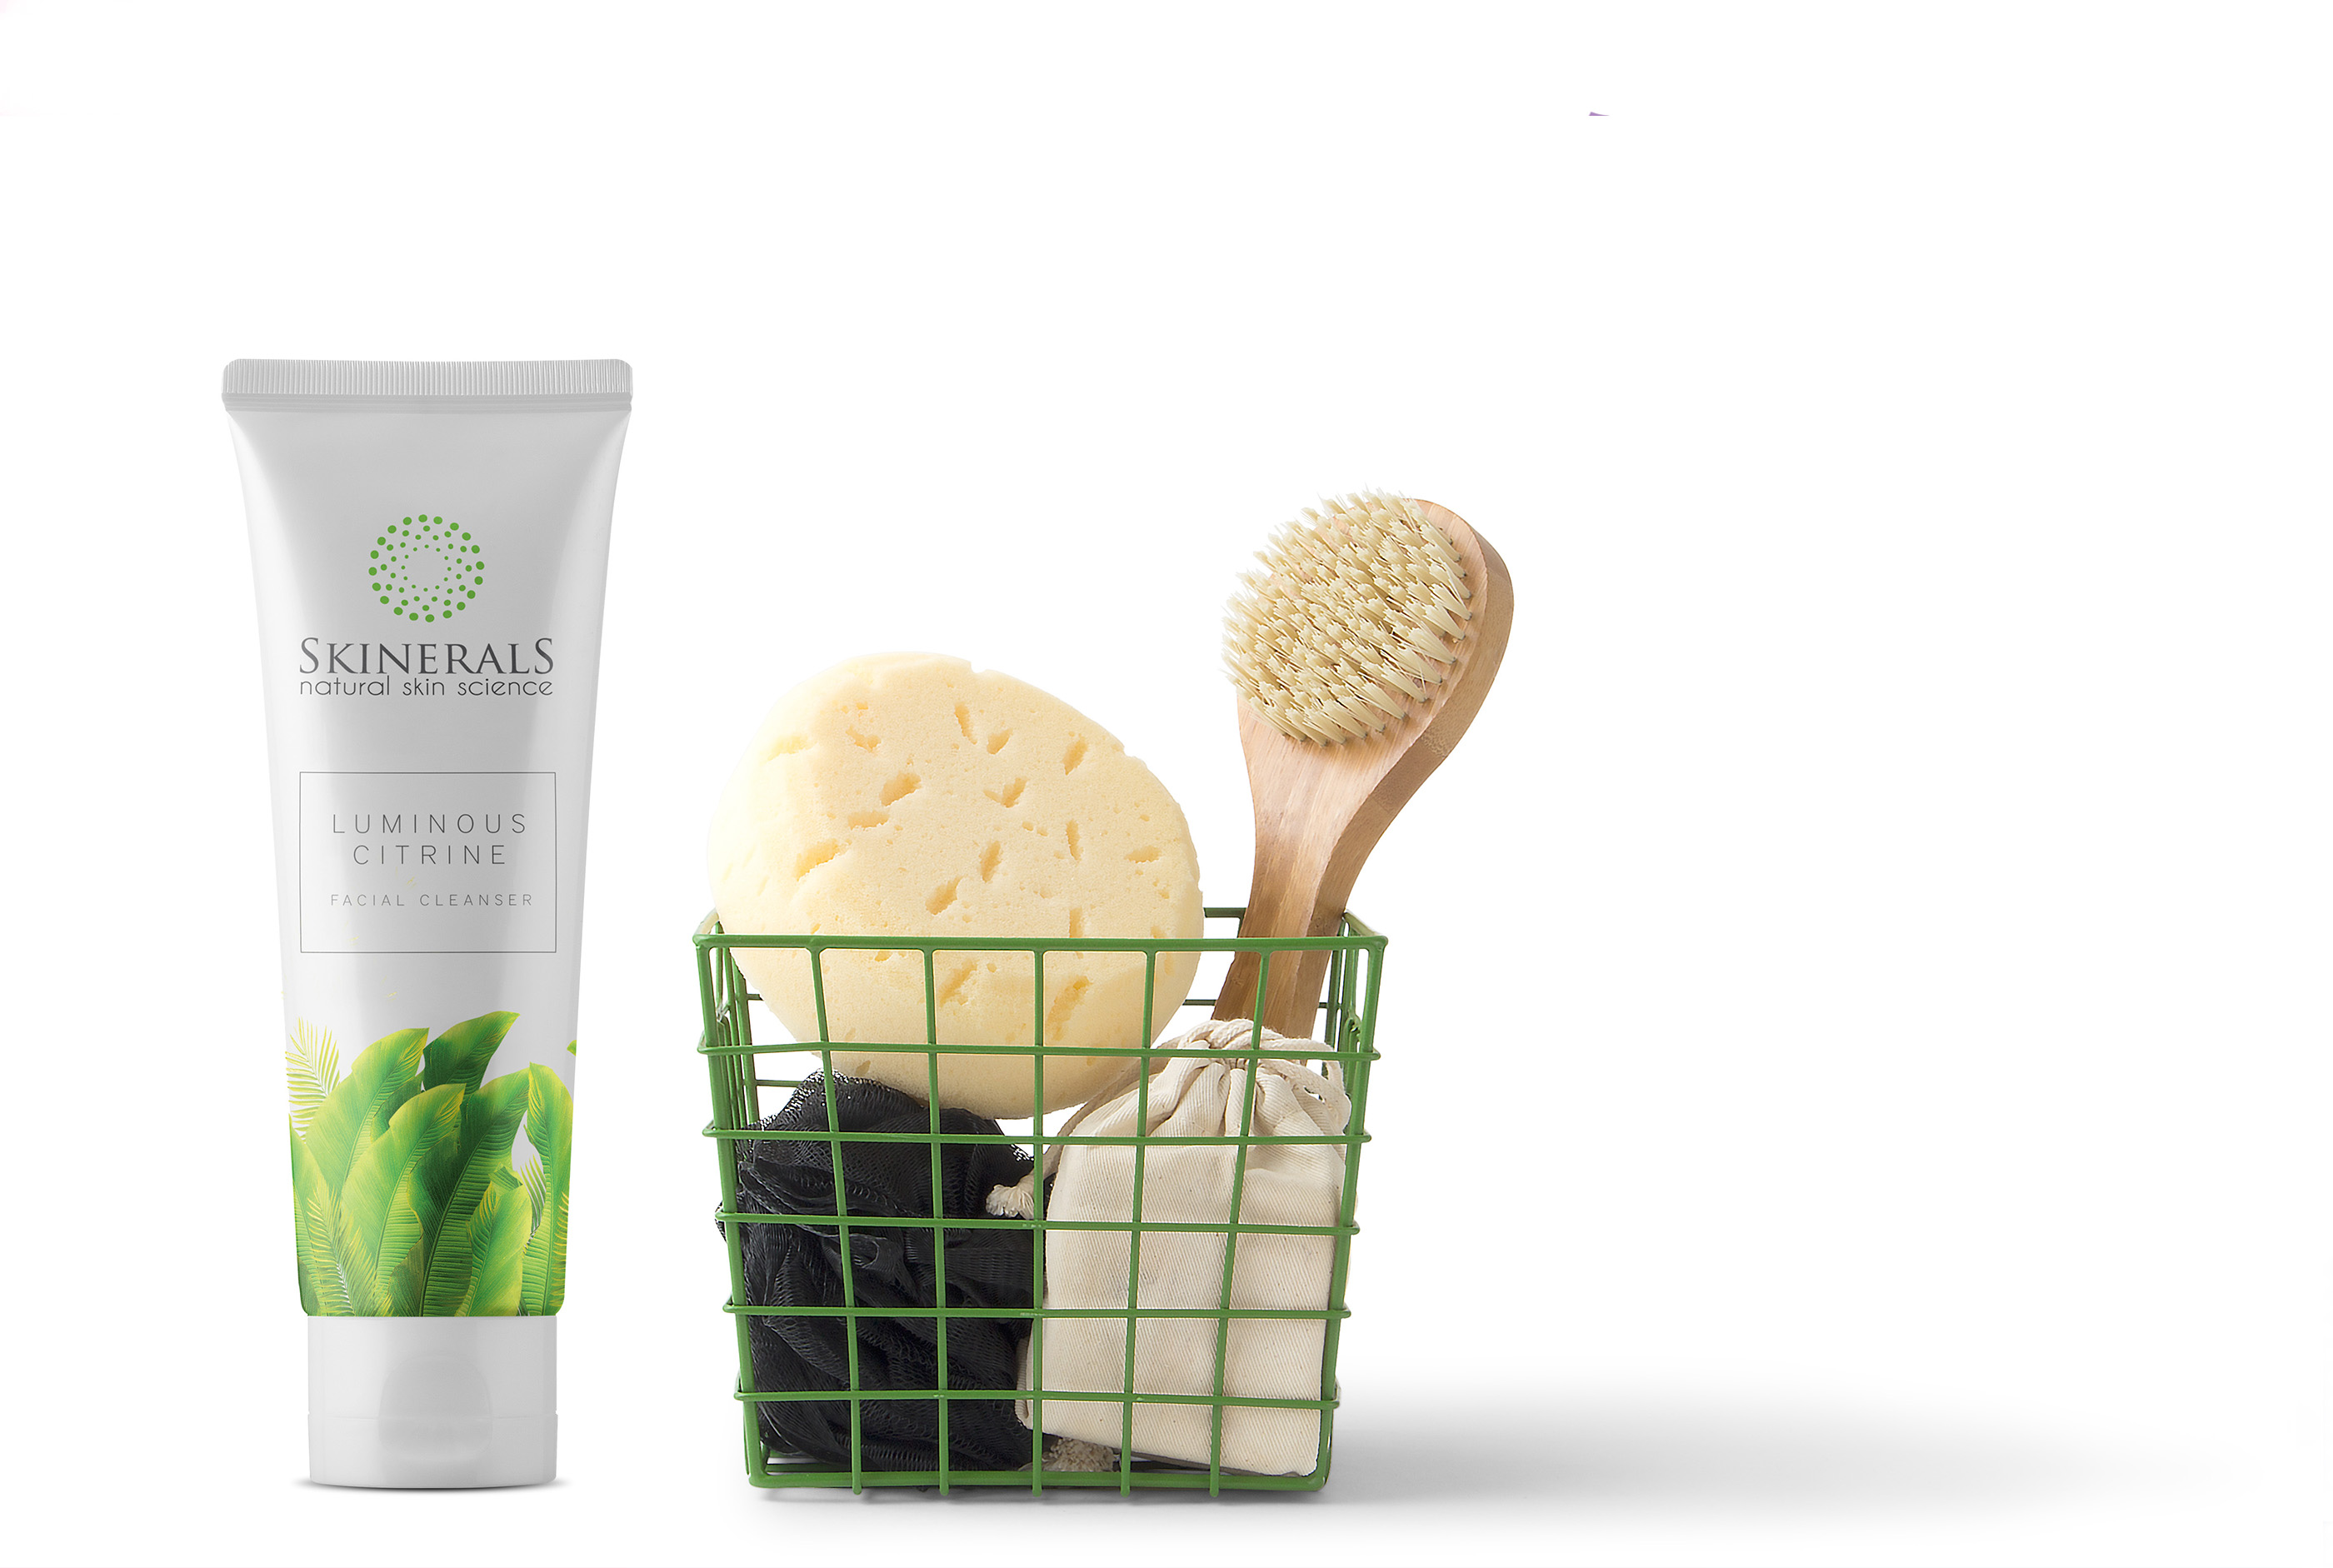 SKINERALS
natural skin science
LUMINOUS
CITRINE
FACIAL CLEANSER